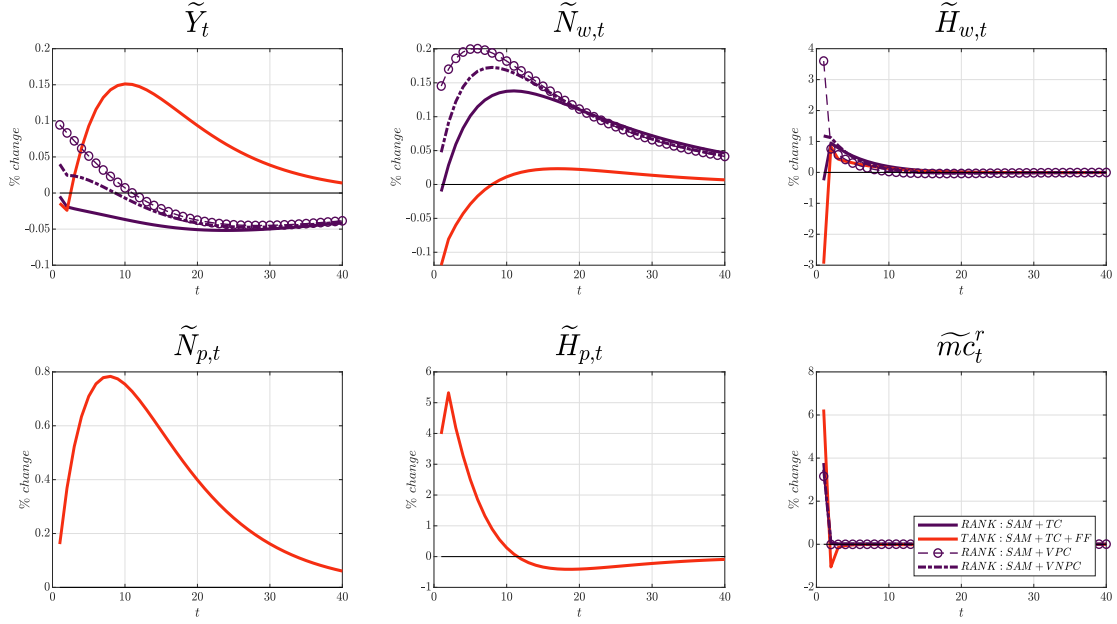 Ỹ_t
0.2
0.15
0.1
0.05
0
-0.05
-0.1
% change
0 10 20 30 40
t
Ñ_{w,t}
0.2
0.15
0.1
0.05
0
-0.05
-0.1
% change
0 10 20 30 40
t
H̃_{w,t}
4
3
2
1
0
-1
-2
-3
% change
0 10 20 30 40
t
Ñ_{p,t}
0.8
0.6
0.4
0.2
0
% change
0 10 20 30 40
t
H̃_{p,t}
6
5
4
3
2
1
0
-1
% change
0 10 20 30 40
t
m̃c^r_t
8
6
4
2
0
-2
% change
0 10 20 30 40
t
RANK : SAM+TC
TANK : SAM+TC+FF
RANK : SAM+VPC
RANK : SAM+VNPC